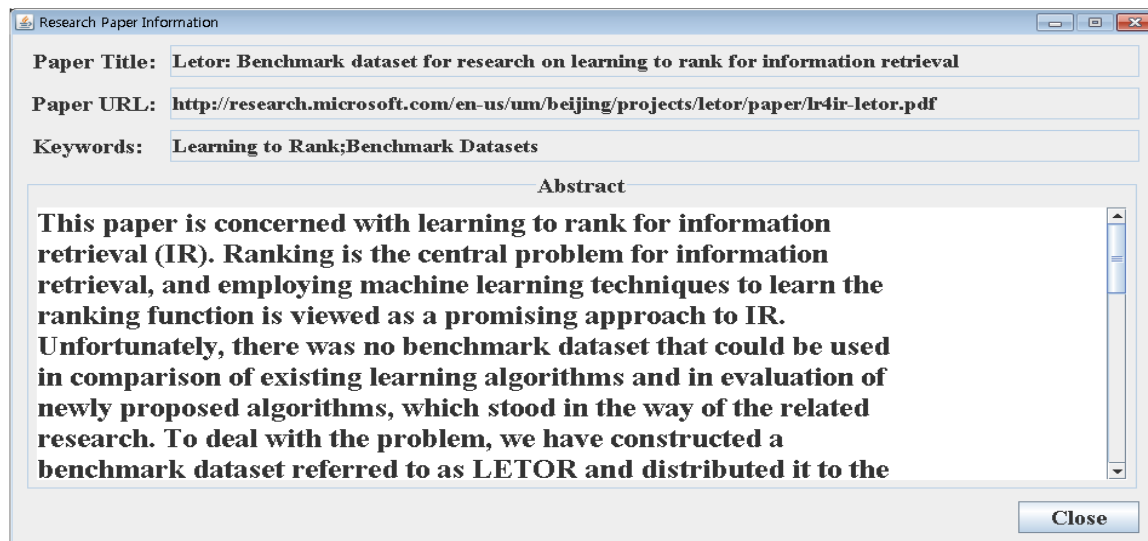 Research Paper Information
Paper Title: Letor: Benchmark dataset for research on learning to rank for information retrieval
Paper URL: http://research.microsoft.com/en-us/um/beijing/projects/letor/paper/lr4ir-letor.pdf
Keywords: Learning to Rank;Benchmark Datasets
Abstract
This paper is concerned with learning to rank for information
retrieval (IR). Ranking is the central problem for information
retrieval, and employing machine learning techniques to learn the
ranking function is viewed as a promising approach to IR.
Unfortunately, there was no benchmark dataset that could be used
in comparison of existing learning algorithms and in evaluation of
newly proposed algorithms, which stood in the way of the related
research. To deal with the problem, we have constructed a
benchmark dataset referred to as LETOR and distributed it to the
Close